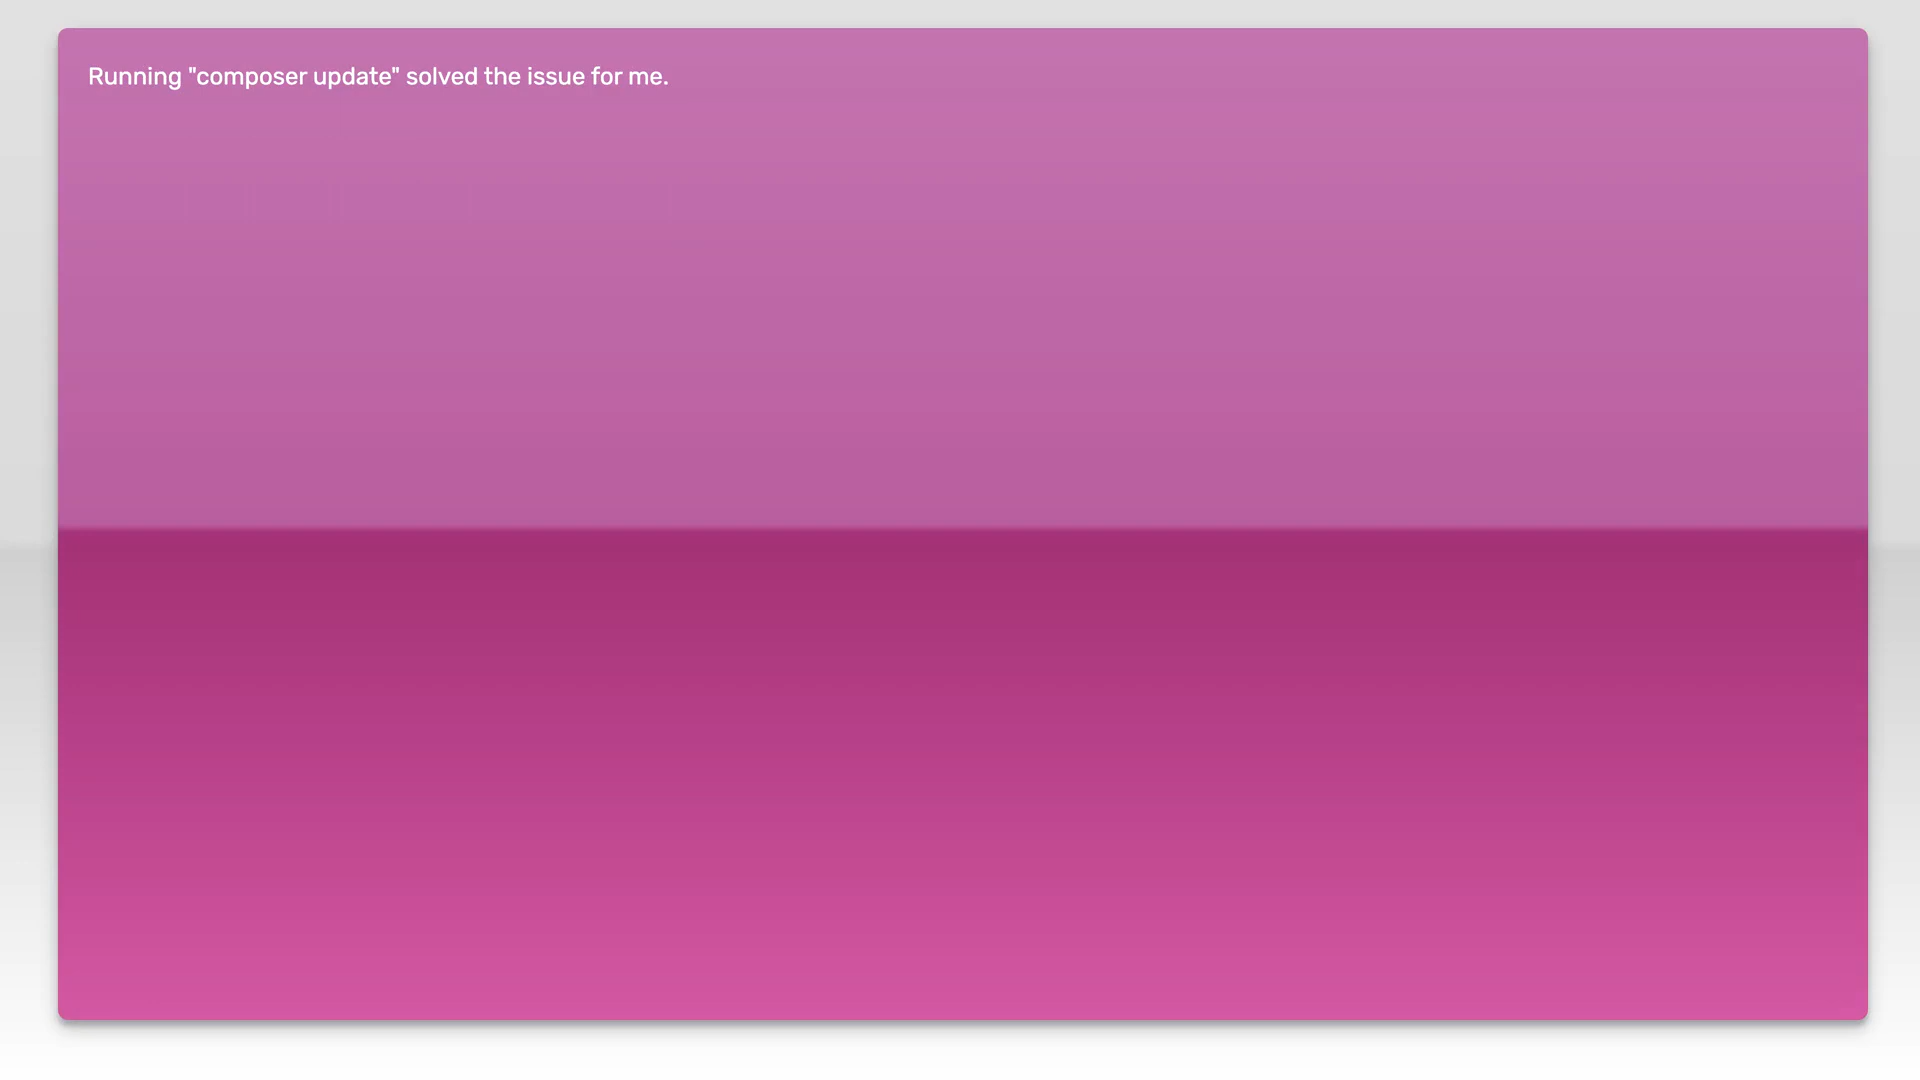 Running "composer update" solved the issue for me.